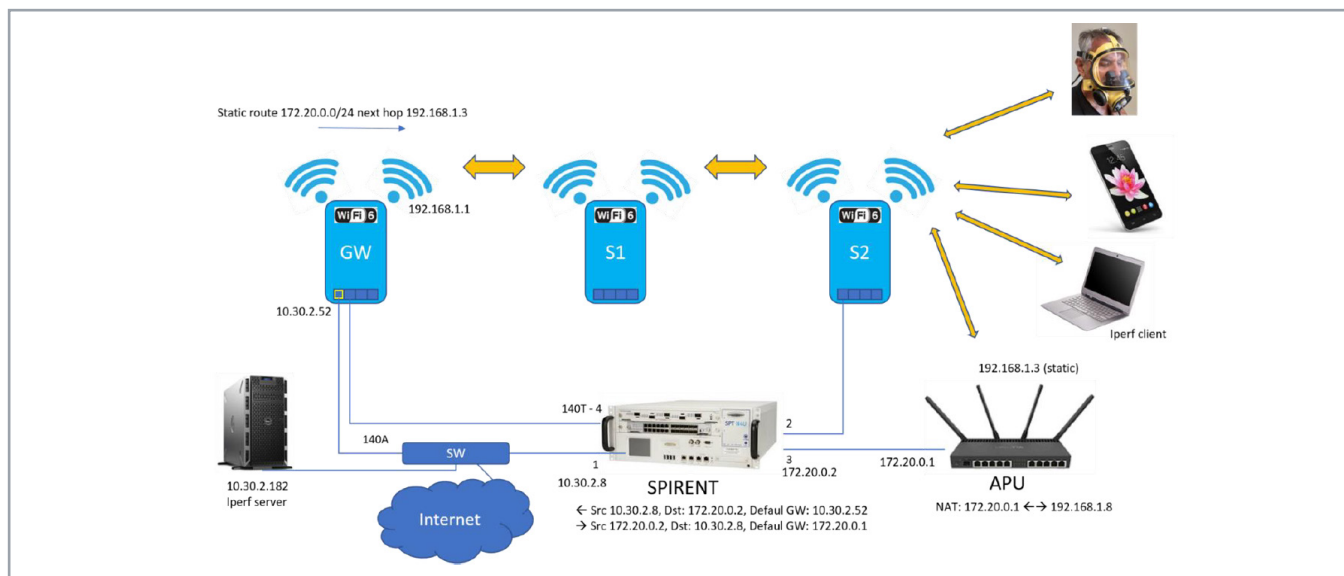 Static route 172.20.0.0/24 next hop 192.168.1.3
192.168.1.1
WiFi 6
WiFi 6
WiFi 6
GW
S1
S2
10.30.2.52
Iperf client
192.168.1.3 (static)
140T - 4
2
140A
SW
1
3
172.20.0.2
172.20.0.1
10.30.2.8
10.30.2.182
Iperf server
SPIRENT
APU
Internet
← Src 10.30.2.8, Dst: 172.20.0.2, Defaul GW: 10.30.2.52
→ Src 172.20.0.2, Dst: 10.30.2.8, Defaul GW: 172.20.0.1
NAT: 172.20.0.1 ←→ 192.168.1.8